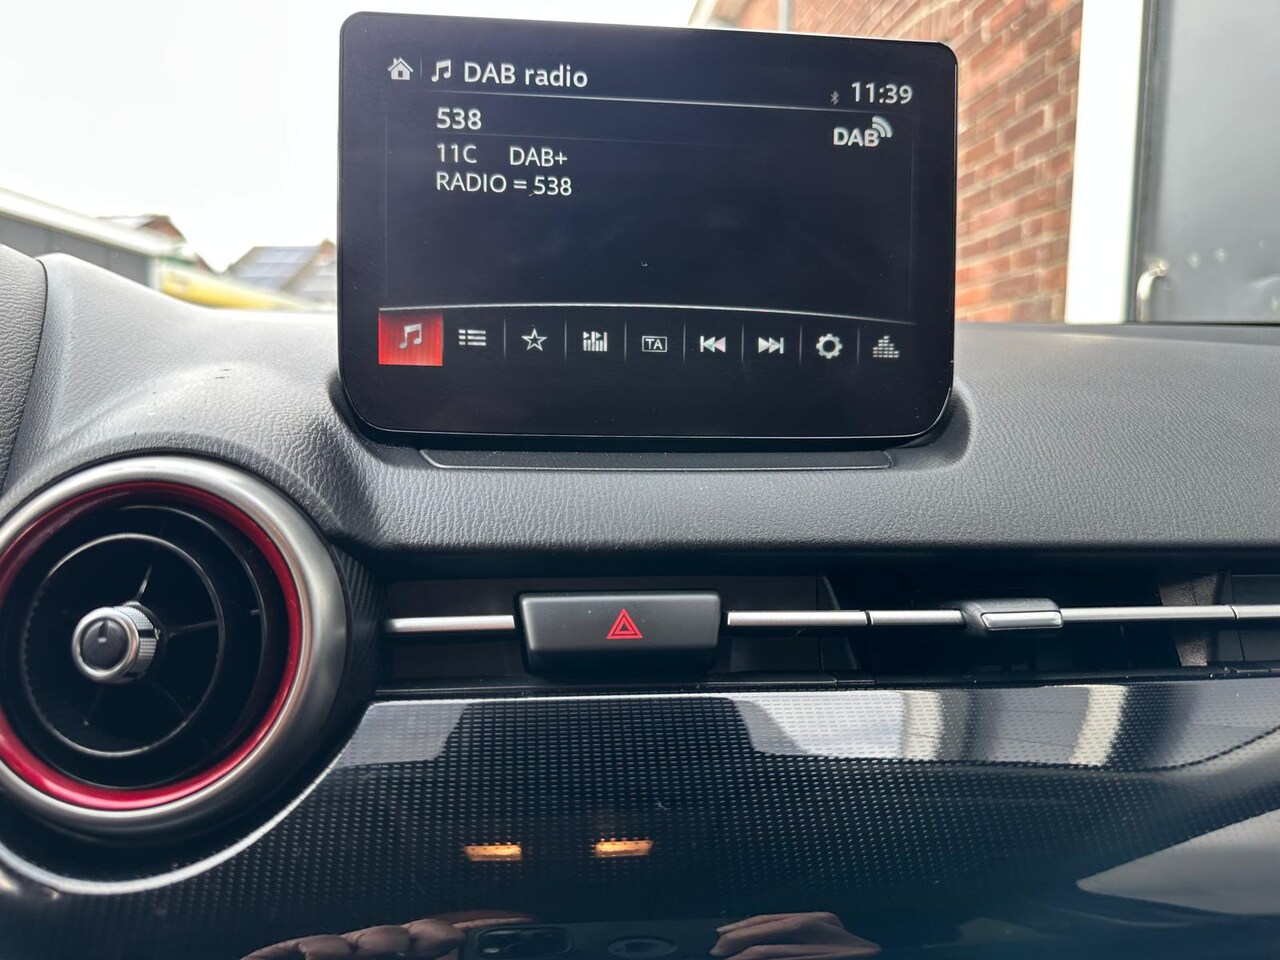 DAB radio
11:39
538
DAB
11C DAB+
RADIO = 538
TA